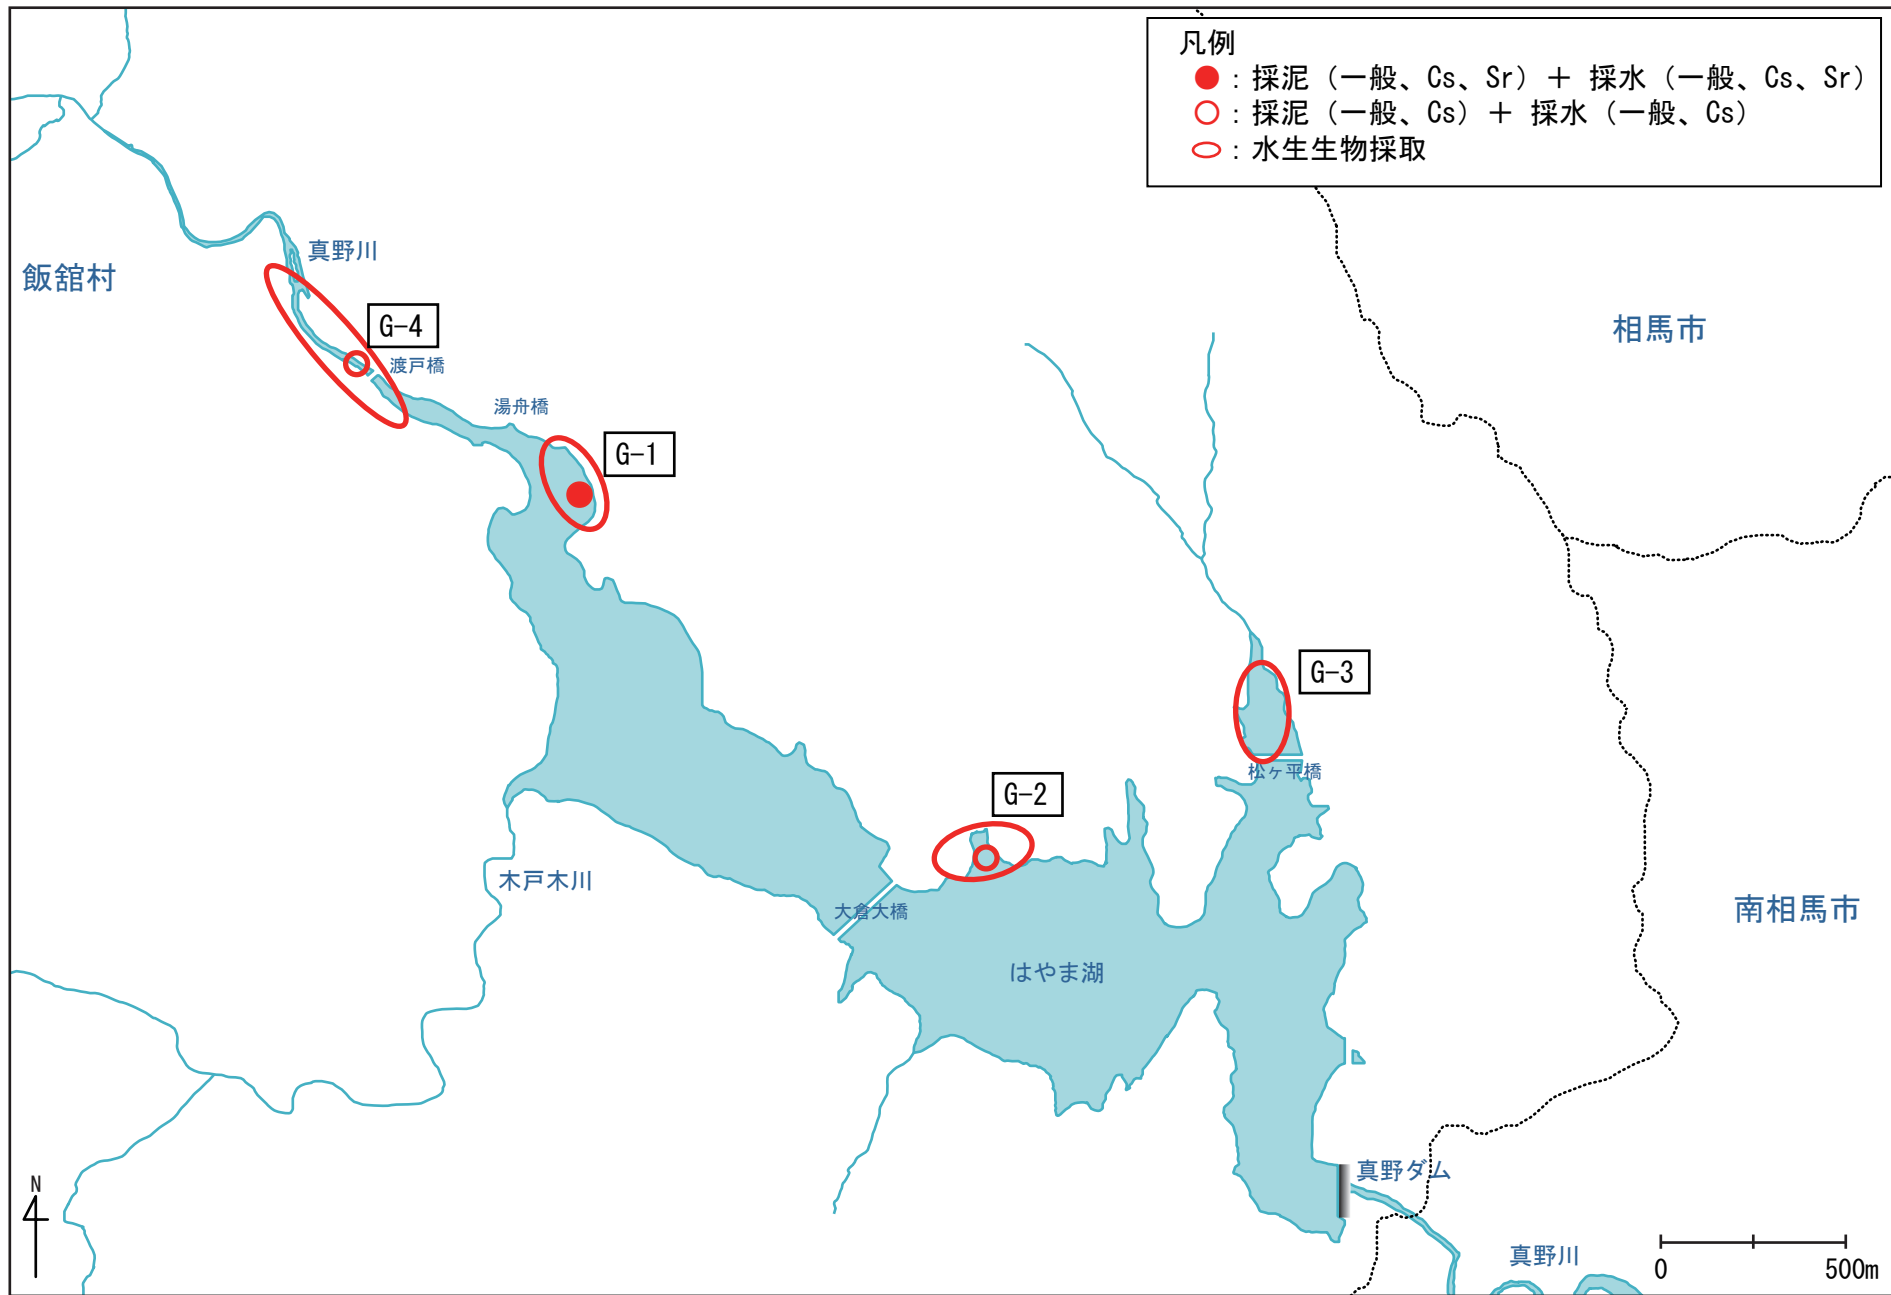 凡例
● : 採泥（一般、Cs、Sr）＋ 採水（一般、Cs、Sr）
○ : 採泥（一般、Cs）＋ 採水（一般、Cs）
: 水生生物採取
真野川
飯舘村
G-4
相馬市
渡戸橋
湯舟橋
G-1
G-3
松ヶ平橋
G-2
木戸木川
大倉大橋
南相馬市
はやま湖
真野ダム
N
真野川
0 500m